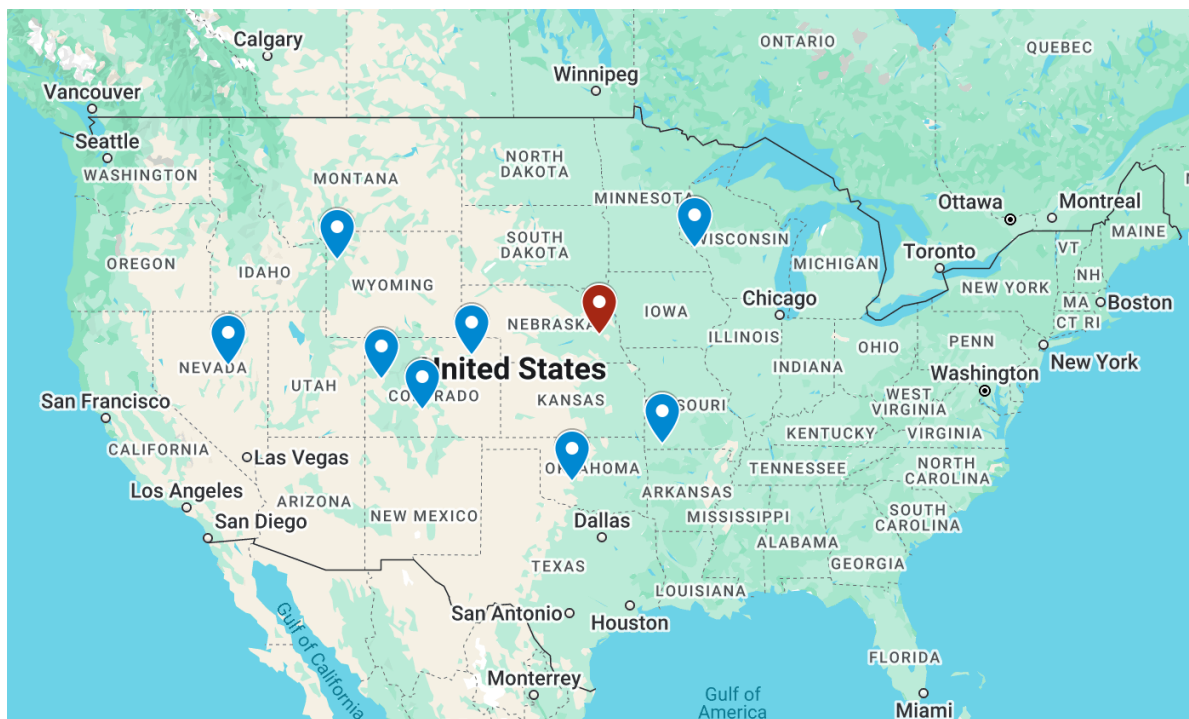 Calgary
ONTARIO
QUEBEC
Winnipeg
Vancouver
Seattle
WASHINGTON
NORTH
DAKOTA
MONTANA
MINNESOTA
Ottawa
Montreal
MAINE
OREGON
IDAHO
SOUTH
DAKOTA
WISCONSIN
VT
Toronto
MICHIGAN
NH
WYOMING
NEW YORK
MA
Boston
Chicago
IOWA
NEBRASKA
CT RI
ILLINOIS
OHIO
PENN
New York
NEVADA
United States
INDIANA
Washington
UTAH
COLORADO
KANSAS
MISSOURI
WEST
VIRGINIA
San Francisco
KENTUCKY
VIRGINIA
CALIFORNIA
Las Vegas
OKLAHOMA
TENNESSEE
NORTH
CAROLINA
Los Angeles
ARIZONA
NEW MEXICO
ARKANSAS
MISSISSIPPI
SOUTH
CAROLINA
San Diego
Dallas
ALABAMA
TEXAS
GEORGIA
LOUISIANA
San Antonio
Houston
Gulf of California
FLORIDA
Monterrey
Gulf of
America
Miami